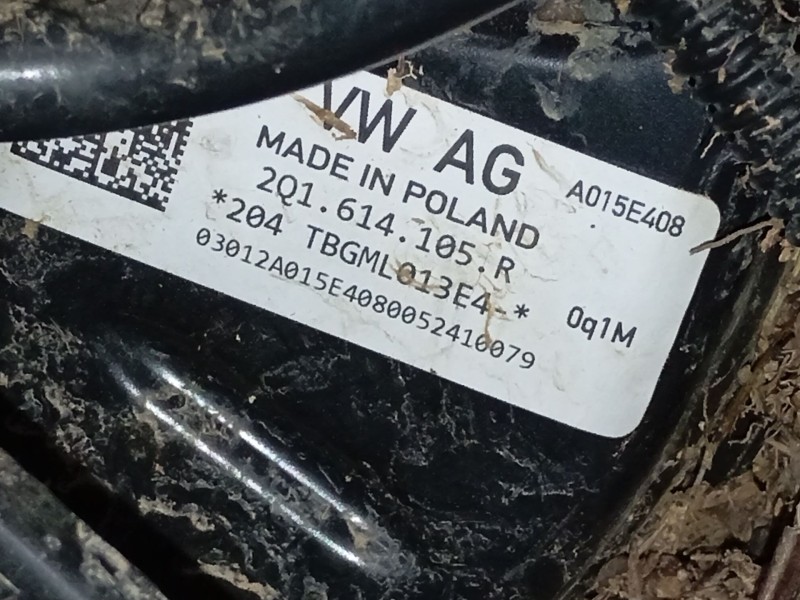 VW AG
A015E408
MADE IN POLAND
2Q1.614.105.R
*204 TBGML013E4-*
0q1M
03012A015E4080052410079